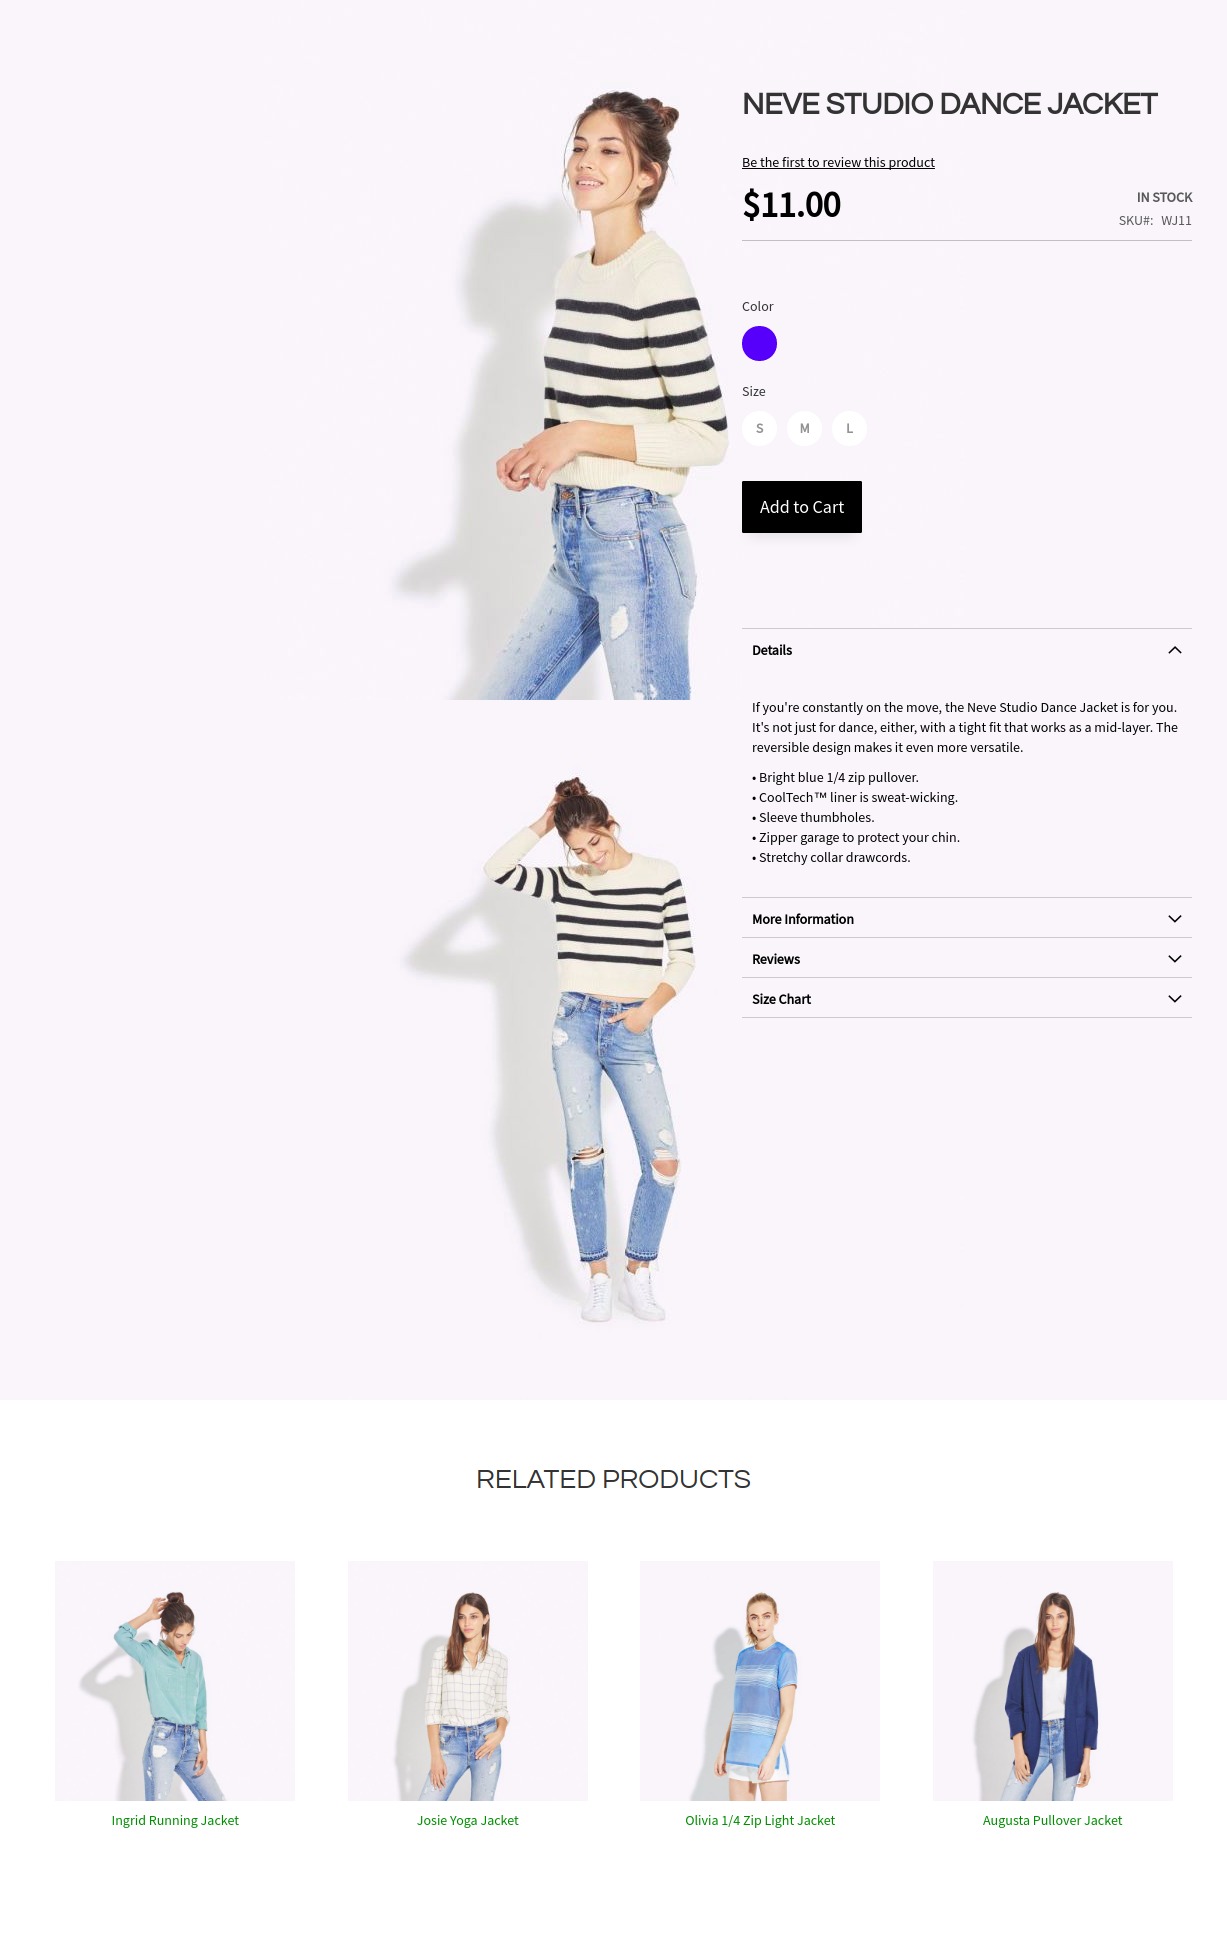 NEVE STUDIO DANCE JACKET
Be the first to review this product
$11.00
IN STOCK
SKU#: WJ11
Color
Size
S M L
Add to Cart
Details
If you're constantly on the move, the Neve Studio Dance Jacket is for you.
It's not just for dance, either, with a tight fit that works as a mid-layer. The
reversible design makes it even more versatile.
• Bright blue 1/4 zip pullover.
• CoolTech™ liner is sweat-wicking.
• Sleeve thumbholes.
• Zipper garage to protect your chin.
• Stretchy collar drawcords.
More Information
Reviews
Size Chart
RELATED PRODUCTS
Ingrid Running Jacket
Josie Yoga Jacket
Olivia 1/4 Zip Light Jacket
Augusta Pullover Jacket